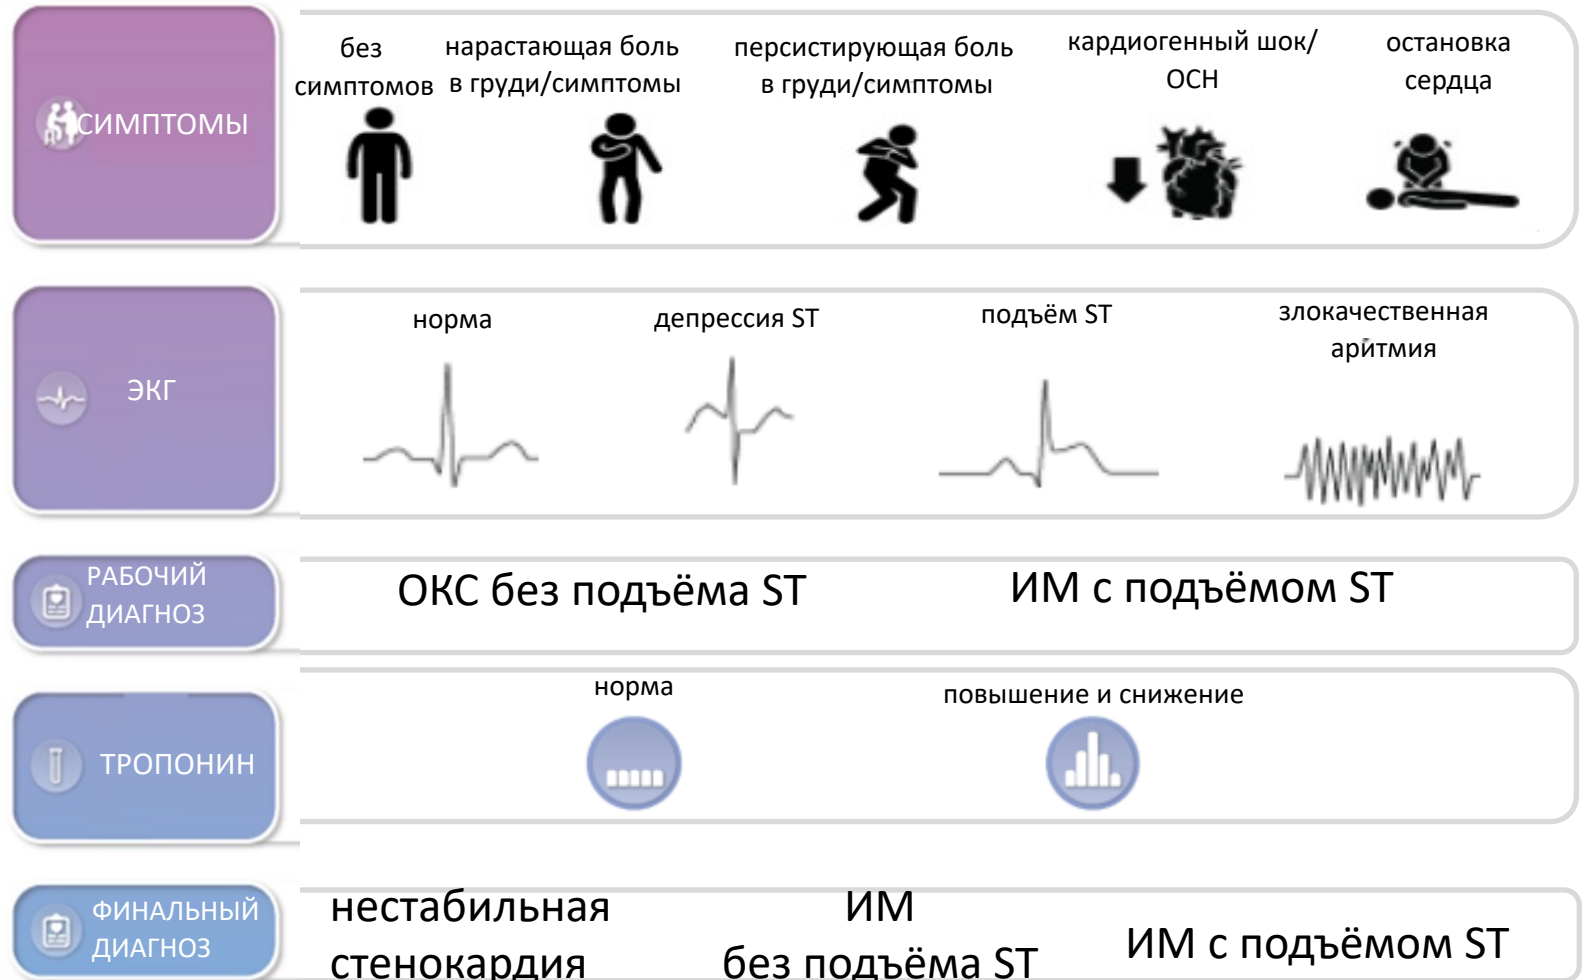 СИМПТОМЫ
без
симптомов
нарастающая боль
в груди/симптомы
персистирующая боль
в груди/симптомы
кардиогенный шок/
ОСН
остановка
сердца
ЭКГ
норма
депрессия ST
подъём ST
злокачественная
аритмия
РАБОЧИЙ
ДИАГНОЗ
ОКС без подъёма ST
ИМ с подъёмом ST
ТРОПОНИН
норма
повышение и снижение
ФИНАЛЬНЫЙ
ДИАГНОЗ
нестабильная
стенокардия
ИМ
без подъёма ST
ИМ с подъёмом ST